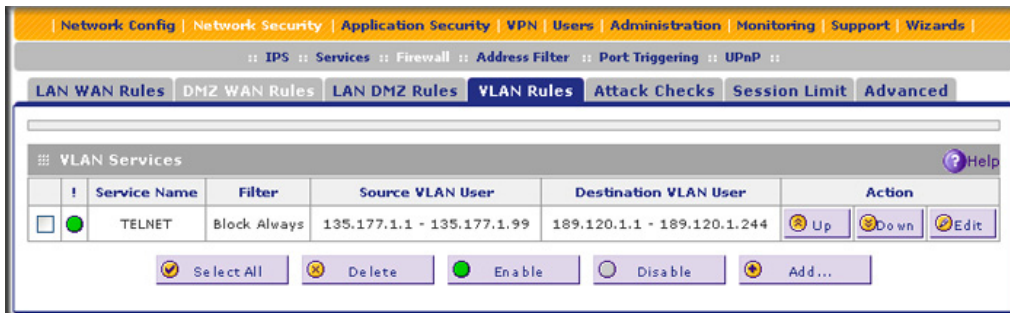 | Network Config | Network Security | Application Security | VPN | Users | Administration | Monitoring | Support | Wizards |
:: IPS :: Services :: Firewall :: Address Filter :: Port Triggering :: UPnP ::
LAN WAN Rules DMZ WAN Rules LAN DMZ Rules VLAN Rules Attack Checks Session Limit Advanced
VLAN Services ? Help
! Service Name Filter Source VLAN User Destination VLAN User Action
TELNET Block Always 135.177.1.1 - 135.177.1.99 189.120.1.1 - 189.120.1.244 Up Down Edit
Select All Delete Enable Disable Add...